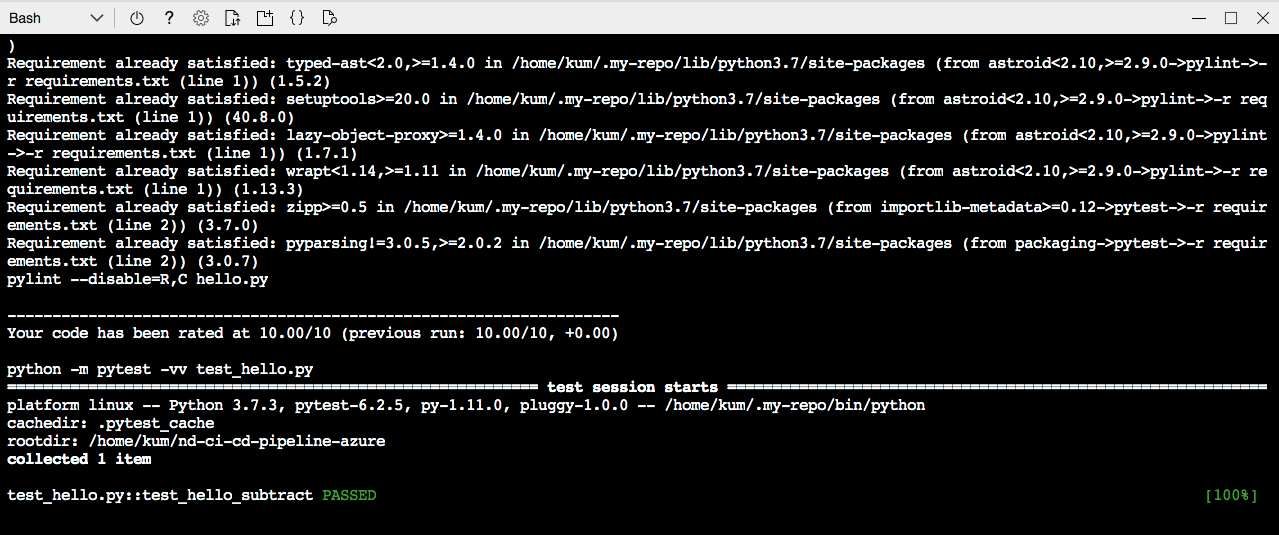 Bash
)
Requirement already satisfied: typed-ast<2.0,>=1.4.0 in /home/kum/.my-repo/lib/python3.7/site-packages (from astroid<2.10,>=2.9.0->pylint->-
r requirements.txt (line 1)) (1.5.2)
Requirement already satisfied: setuptools>=20.0 in /home/kum/.my-repo/lib/python3.7/site-packages (from astroid<2.10,>=2.9.0->pylint->-r req
uirements.txt (line 1)) (40.8.0)
Requirement already satisfied: lazy-object-proxy>=1.4.0 in /home/kum/.my-repo/lib/python3.7/site-packages (from astroid<2.10,>=2.9.0->pylint
->-r requirements.txt (line 1)) (1.7.1)
Requirement already satisfied: wrapt<1.14,>=1.11 in /home/kum/.my-repo/lib/python3.7/site-packages (from astroid<2.10,>=2.9.0->pylint->-r re
quirements.txt (line 1)) (1.13.3)
Requirement already satisfied: zipp>=0.5 in /home/kum/.my-repo/lib/python3.7/site-packages (from importlib-metadata>=0.12->pytest->-r requir
ements.txt (line 2)) (3.7.0)
Requirement already satisfied: pyparsing!=3.0.5,>=2.0.2 in /home/kum/.my-repo/lib/python3.7/site-packages (from packaging->pytest->-r requir
ements.txt (line 2)) (3.0.7)
pylint --disable=R,C hello.py
--------------------------------------------------------------------
Your code has been rated at 10.00/10 (previous run: 10.00/10, +0.00)
python -m pytest -vv test_hello.py
=========================================================== test session starts ============================================================
platform linux -- Python 3.7.3, pytest-6.2.5, py-1.11.0, pluggy-1.0.0 -- /home/kum/.my-repo/bin/python
cachedir: .pytest_cache
rootdir: /home/kum/nd-ci-cd-pipeline-azure
collected 1 item
test_hello.py::test_hello_subtract PASSED [100%]